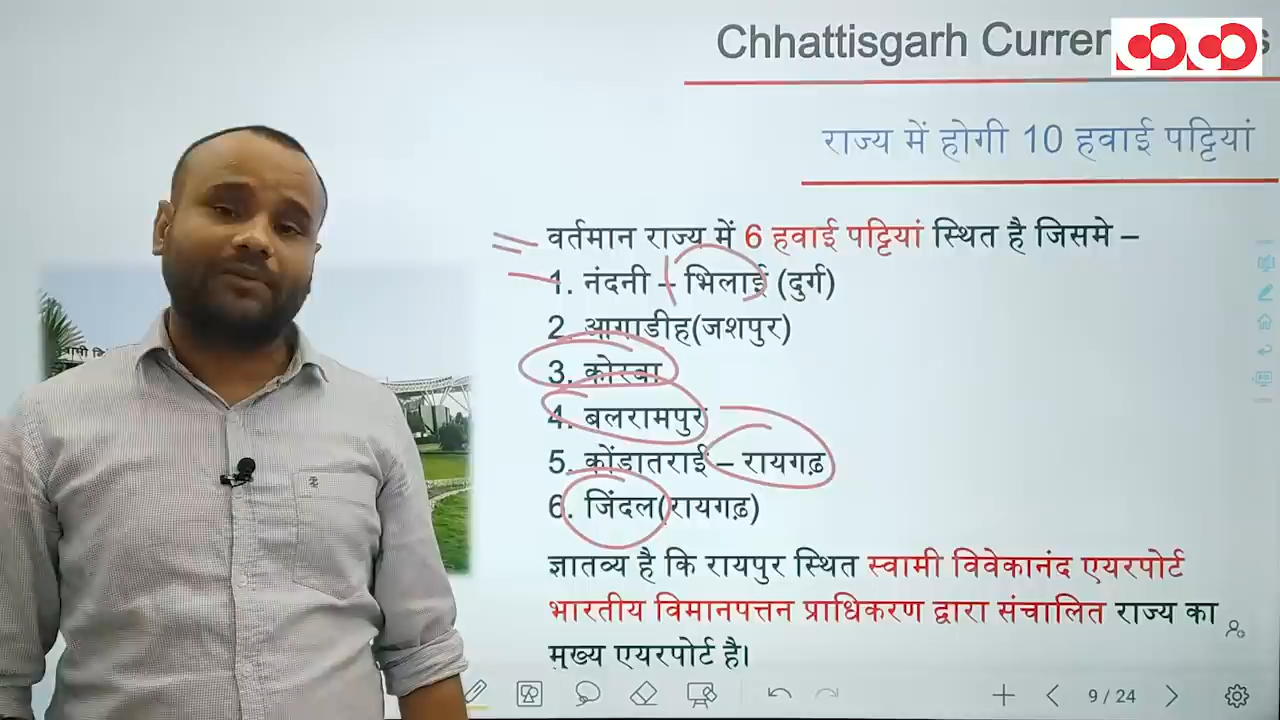 Chhattisgarh Curren
राज्य में होगी 10 हवाई पट्टियां
वर्तमान राज्य में 6 हवाई पट्टियां स्थित है जिसमे –
1. नंदनी – भिलाई (दुर्ग)
2. आगाडीह(जशपुर)
3. कोरबा
4. बलरामपुर
5. कोंडातराई – रायगढ़
6. जिंदल(रायगढ़)
ज्ञातव्य है कि रायपुर स्थित स्वामी विवेकानंद एयरपोर्ट
भारतीय विमानपत्तन प्राधिकरण द्वारा संचालित राज्य का
मुख्य एयरपोर्ट है।
9 / 24